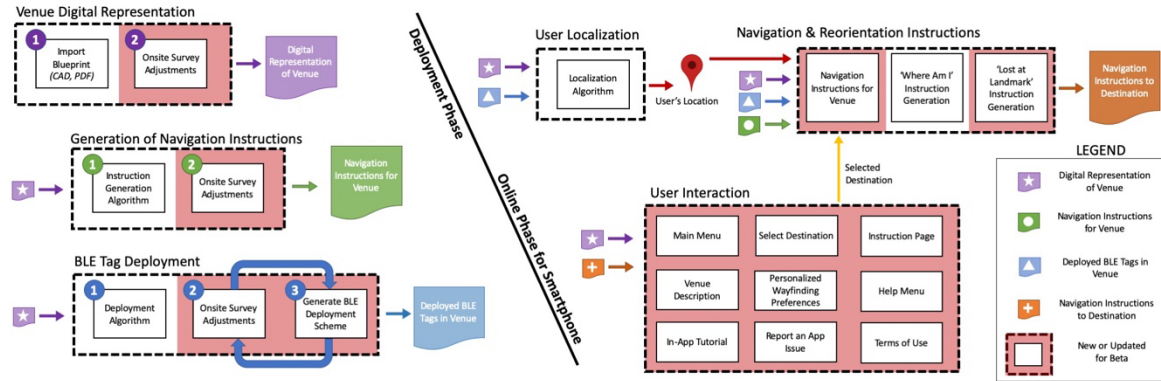 Venue Digital Representation
1
Import
Blueprint
(CAD, PDF)
2
Onsite Survey
Adjustments
Digital
Representation
of Venue
Generation of Navigation Instructions
1
Instruction
Generation
Algorithm
2
Onsite Survey
Adjustments
Navigation
Instructions for
Venue
BLE Tag Deployment
1
Deployment
Algorithm
2
Onsite Survey
Adjustments
3
Generate BLE
Deployment
Scheme
Deployed BLE
Tags in Venue
Deployment Phase
Online Phase for Smartphone
User Localization
Localization
Algorithm
User's Location
Navigation & Reorientation Instructions
Navigation
Instructions for
Venue
'Where Am I'
Instruction
Generation
'Lost at
Landmark'
Instruction
Generation
Navigation
Instructions to
Destination
Selected
Destination
User Interaction
Main Menu
Select Destination
Instruction Page
Venue
Description
Personalized
Wayfinding
Preferences
Help Menu
In-App Tutorial
Report an App
Issue
Terms of Use
LEGEND
Digital Representation
of Venue
Navigation Instructions
for Venue
Deployed BLE Tags in
Venue
Navigation Instructions
to Destination
New or Updated
for Beta